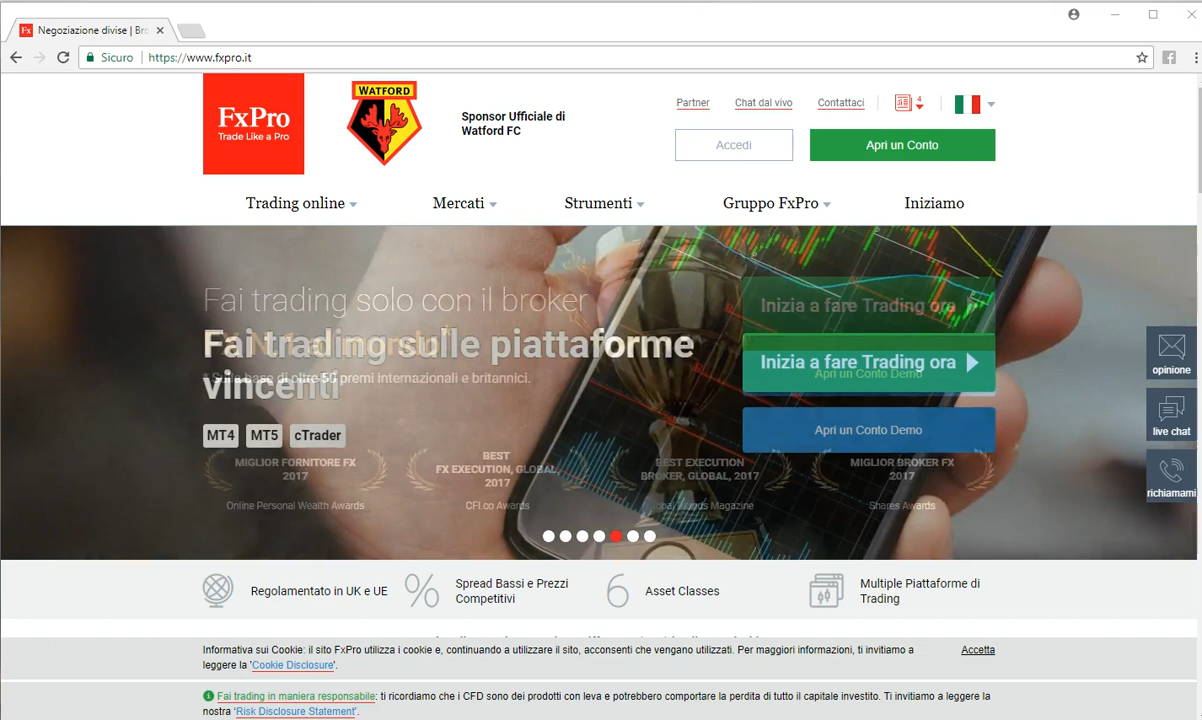 Negoziazione divise | Bro
Sicuro
https://www.fxpro.it
FxPro
Trade Like a Pro
WATFORD
Sponsor Ufficiale di
Watford FC
Partner
Chat dal vivo
Contattaci
4
Accedi
Apri un Conto
Trading online
Mercati
Strumenti
Gruppo FxPro
Iniziamo
Fai trading solo con il broker
Fai trading sulle piattaforme
vincenti
* Sulla base di oltre 50 premi internazionali e britannici.
MT4 MT5 cTrader
Inizia a fare Trading ora
Inizia a fare Trading ora
Apri un Conto Demo
Apri un Conto Demo
MIGLIOR FORNITORE FX
2017
Online Personal Wealth Awards
BEST
FX EXECUTION, GLOBAL,
2017
CFI.co Awards
BEST EXECUTION
BROKER, GLOBAL, 2017
Magazine
MIGLIOR BROKER FX
2017
Shares Awards
opinione
live chat
richiamami
Regolamentato in UK e UE
Spread Bassi e Prezzi
Competitivi
6
Asset Classes
Multiple Piattaforme di
Trading
Informativa sui Cookie: il sito FxPro utilizza i cookie e, continuando a utilizzare il sito, acconsenti che vengano utilizzati. Per maggiori informazioni, ti invitiamo a
leggere la 'Cookie Disclosure'.
Accetta
Fai trading in maniera responsabile: ti ricordiamo che i CFD sono dei prodotti con leva e potrebbero comportare la perdita di tutto il capitale investito. Ti invitiamo a leggere la
nostra 'Risk Disclosure Statement'.